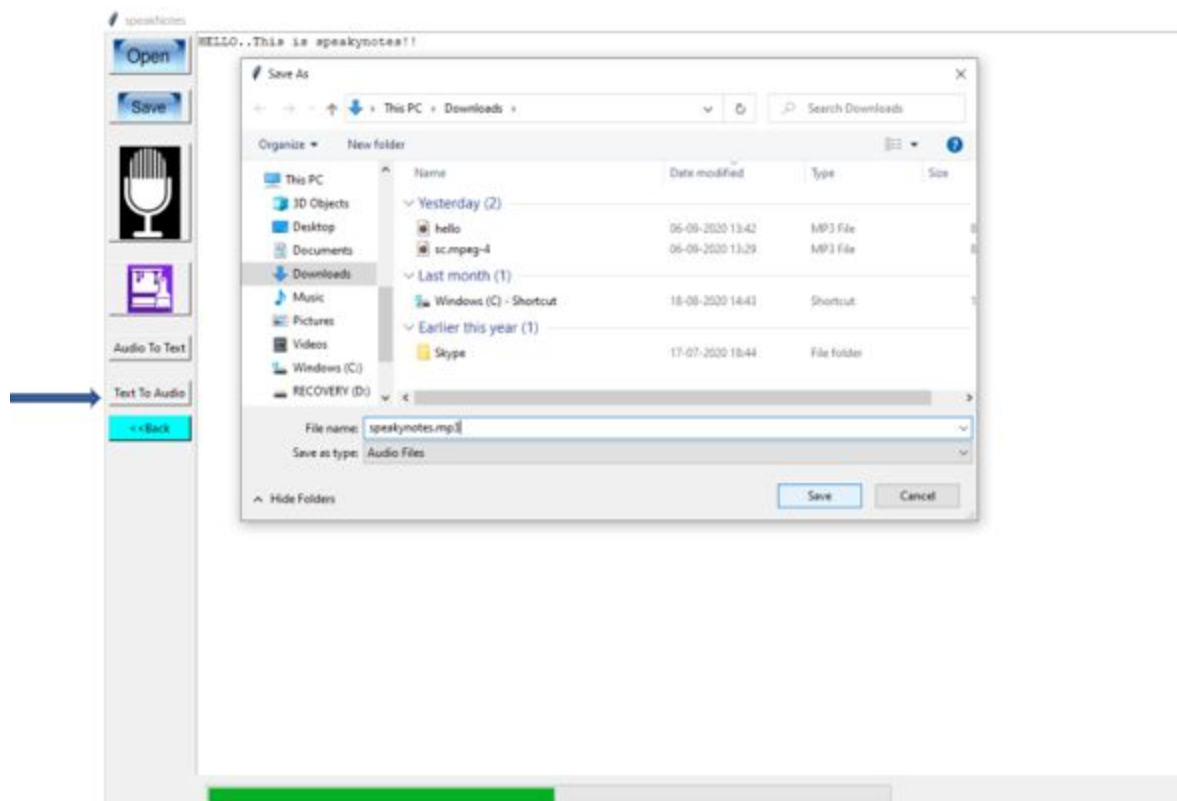 speakNotes
Open
Save
Audio To Text
Text To Audio
<<Back
HELLO..This is speakynotes!!
Save As
This PC › Downloads ›
Search Downloads
Organize
New folder
This PC
3D Objects
Desktop
Documents
Downloads
Music
Pictures
Videos
Windows (C:)
RECOVERY (D:)
Name Date modified Type Size
Yesterday (2)
hello 06-09-2020 13:42 MP3 File
sc.mpeg-4 06-09-2020 13:29 MP3 File
Last month (1)
Windows (C) - Shortcut 18-08-2020 14:43 Shortcut 1
Earlier this year (1)
Skype 17-07-2020 18:44 File folder
File name: speakynotes.mp3
Save as type: Audio Files
Hide Folders
Save
Cancel